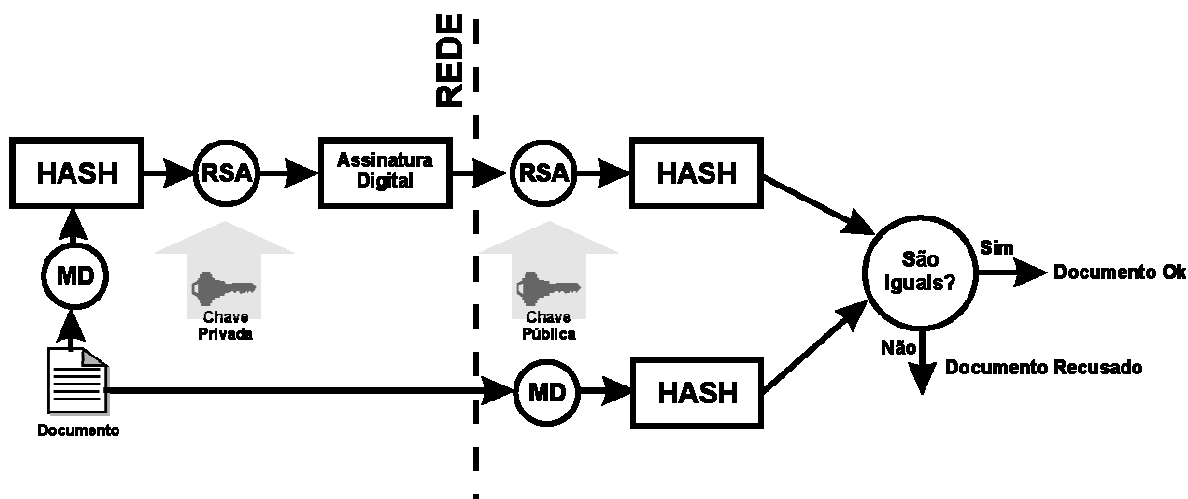 REDE
HASH
RSA
Assinatura
Digital
RSA
HASH
MD
Chave
Privada
Chave
Pública
São
Iguais?
Sim
Documento Ok
Não
Documento Recusado
MD
HASH
Documento